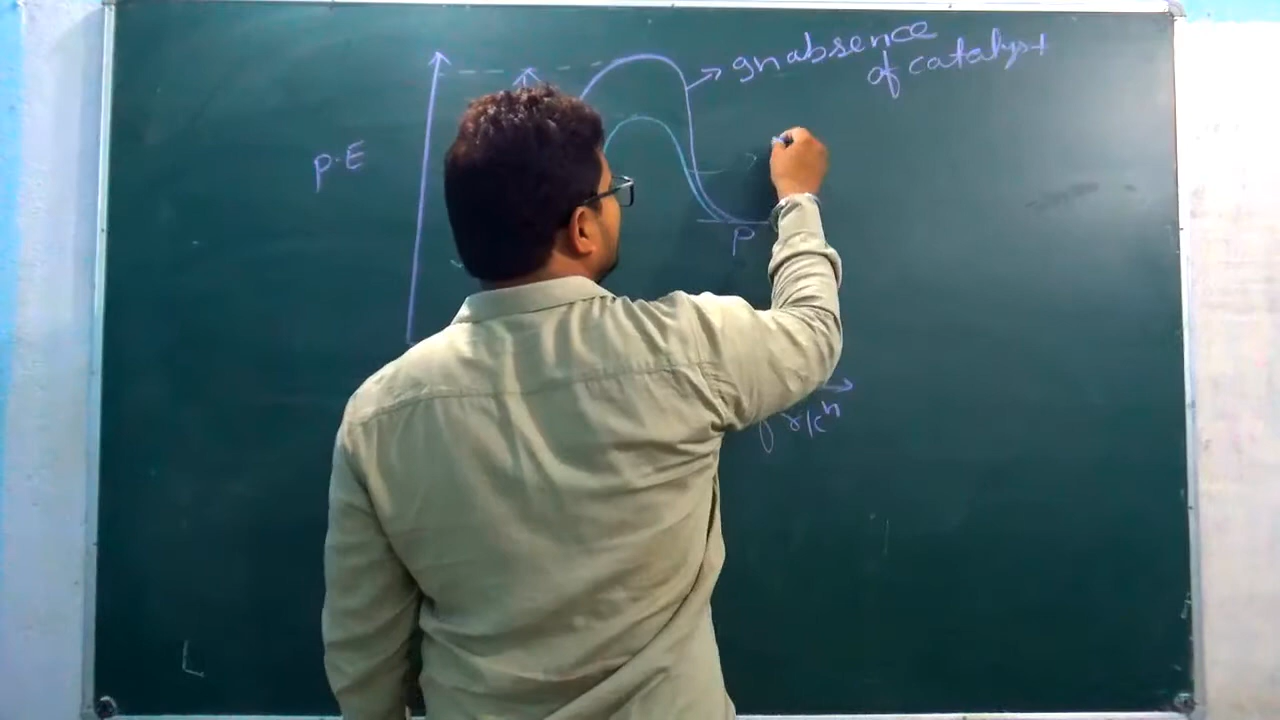 In absence
of catalyst
P.E
P
f r/cⁿ
L